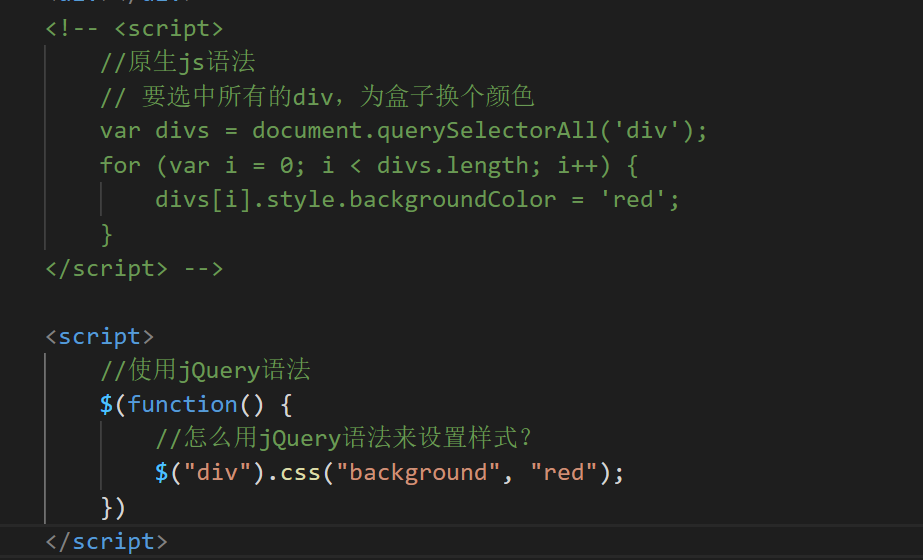 <!-- <script>
//原生js语法
// 要选中所有的div，为盒子换个颜色
var divs = document.querySelectorAll('div');
for (var i = 0; i < divs.length; i++) {
divs[i].style.backgroundColor = 'red';
}
</script> -->
<script>
//使用jQuery语法
$(function() {
//怎么用jQuery语法来设置样式？
$("div").css("background", "red");
})
</script>